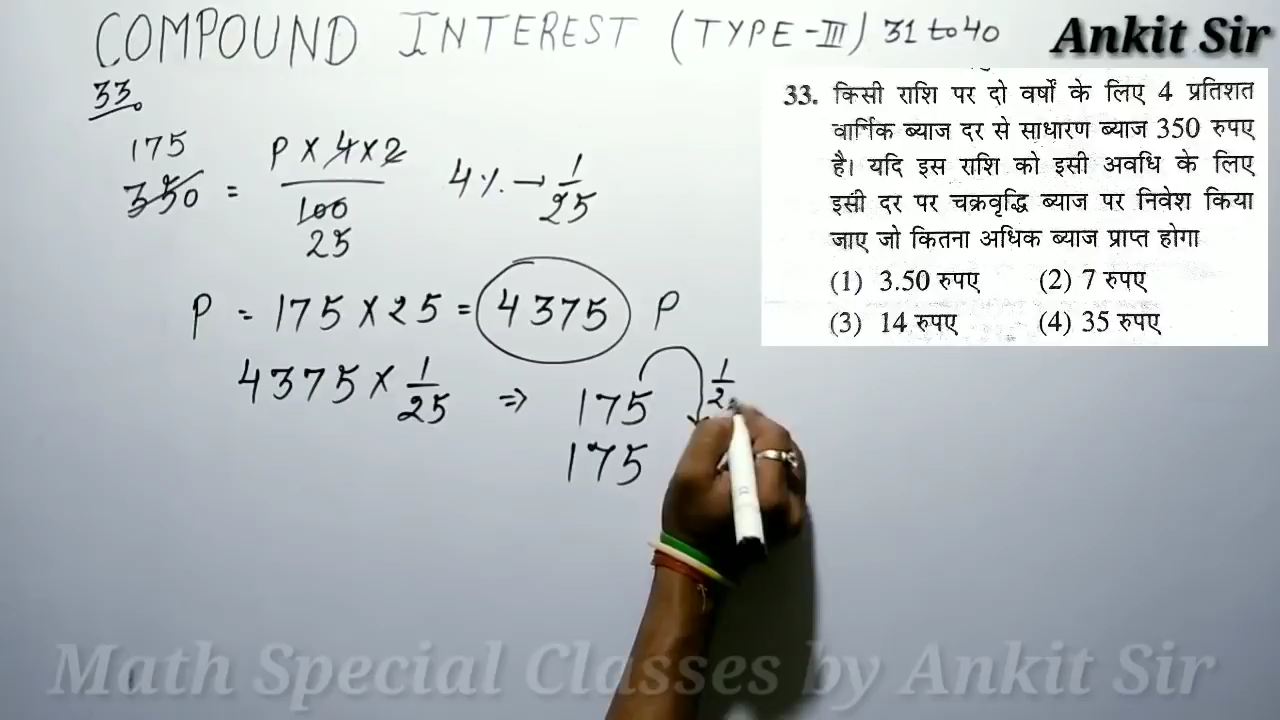 COMPOUND INTEREST (TYPE-III) 31 to 40
Ankit Sir
33.
175
350 = P × 4 × 2
100
25
4% → 1/25
P = 175 × 25 = 4375 P
4375 × 1/25 ⇒ 175
175
33. किसी राशि पर दो वर्षों के लिए 4 प्रतिशत
वार्षिक ब्याज दर से साधारण ब्याज 350 रुपए
है। यदि इस राशि को इसी अवधि के लिए
इसी दर पर चक्रवृद्धि ब्याज पर निवेश किया
जाए जो कितना अधिक ब्याज प्राप्त होगा
(1) 3.50 रुपए (2) 7 रुपए
(3) 14 रुपए (4) 35 रुपए
Math Special Classes by Ankit Sir